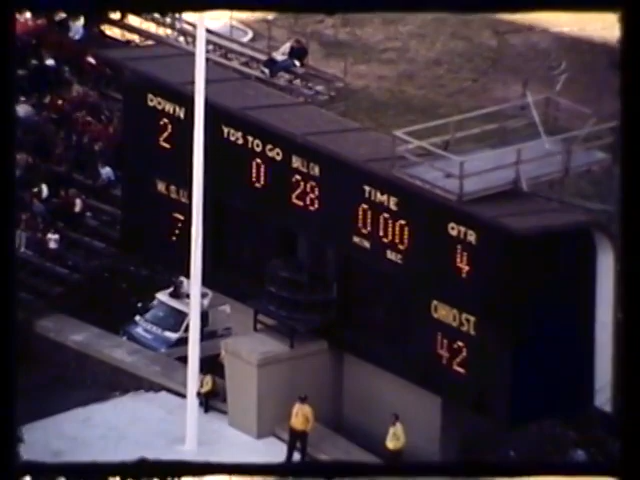 DOWN
2
YDS TO GO
0
BALL ON
28
TIME
0 00
MIN SEC
QTR
4
W.S.U.
7
OHIO ST.
42